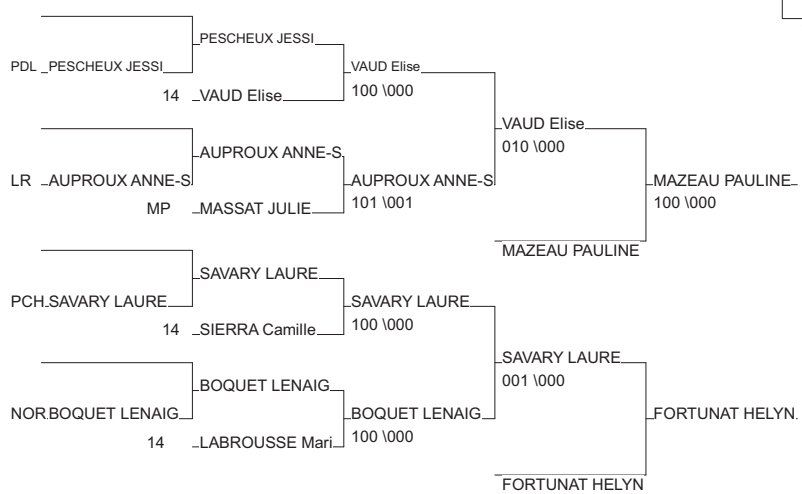 PESCHEUX JESSI
PDL PESCHEUX JESSI VAUD Elise
14 VAUD Elise 100 \000
VAUD Elise
010 \000
AUPROUX ANNE-S
LR AUPROUX ANNE-S AUPROUX ANNE-S MAZEAU PAULINE
101 \001 100 \000
MP MASSAT JULIE
MAZEAU PAULINE
SAVARY LAURE
PCH SAVARY LAURE SAVARY LAURE
14 SIERRA Camille 100 \000
SAVARY LAURE
001 \000
BOQUET LENAIG
NOR BOQUET LENAIG BOQUET LENAIG FORTUNAT HELYN
14 LABROUSSE Mari 100 \000
FORTUNAT HELYN